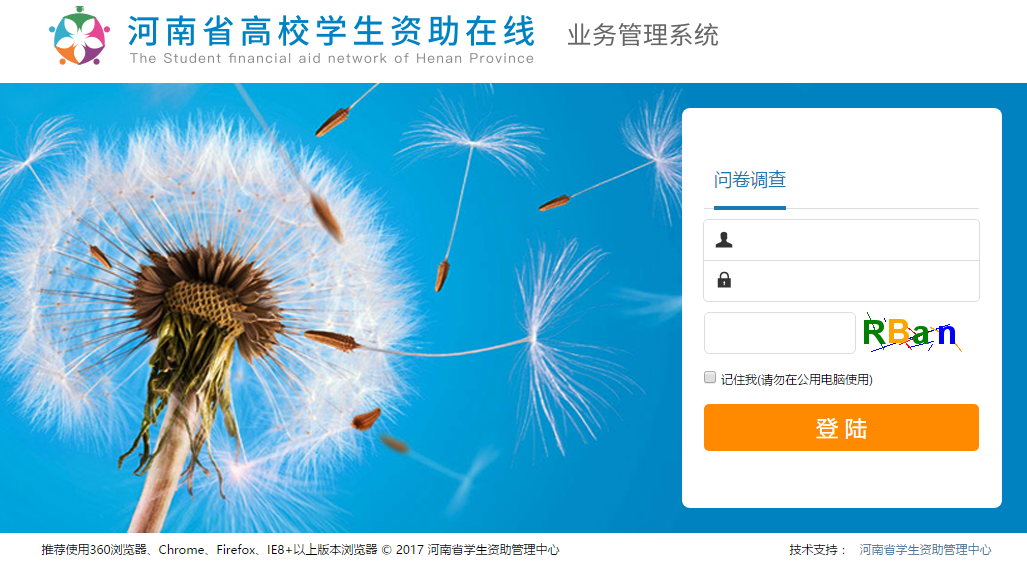 河南省高校学生资助在线 业务管理系统
The Student financial aid network of Henan Province
问卷调查
RBan
记住我(请勿在公用电脑使用)
登 陆
推荐使用360浏览器、Chrome、Firefox、IE8+以上版本浏览器 © 2017 河南省学生资助管理中心 技术支持： 河南省学生资助管理中心